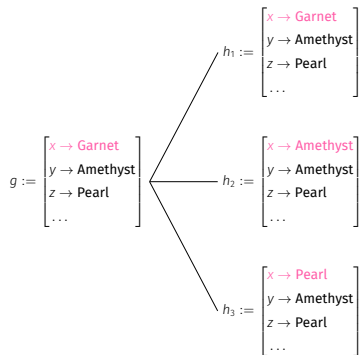 h₁ :=
x → Garnet
y → Amethyst
z → Pearl
...
g :=
x → Garnet
y → Amethyst
z → Pearl
...
h₂ :=
x → Amethyst
y → Amethyst
z → Pearl
...
h₃ :=
x → Pearl
y → Amethyst
z → Pearl
...